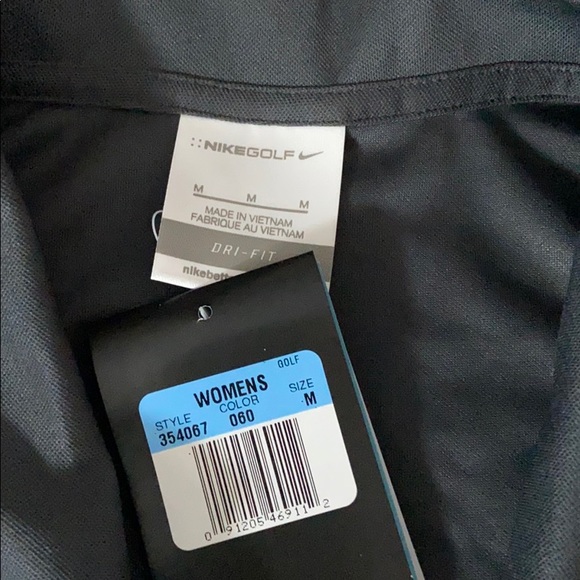 NIKEGOLF
M M M
MADE IN VIETNAM
FABRIQUE AU VIETNAM
DRI-FIT
GOLF
WOMENS
STYLE COLOR SIZE
354067 060 M
0 91205 46911 2